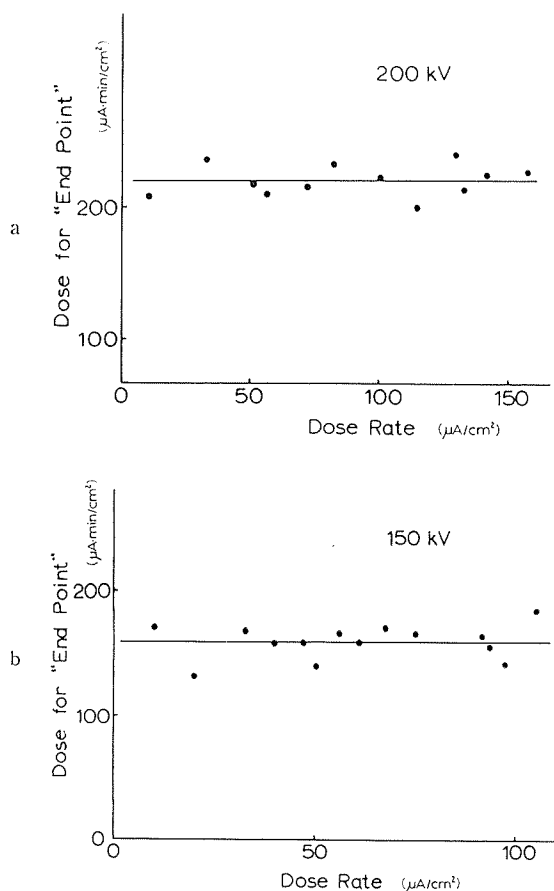 a
200 kV
Dose for "End Point"
(μA·min/cm²)
200
100
0
50
100
150
Dose Rate (μA/cm²)
b
150 kV
Dose for "End Point"
(μA·min/cm²)
200
100
0
0
50
100
Dose Rate (μA/cm²)